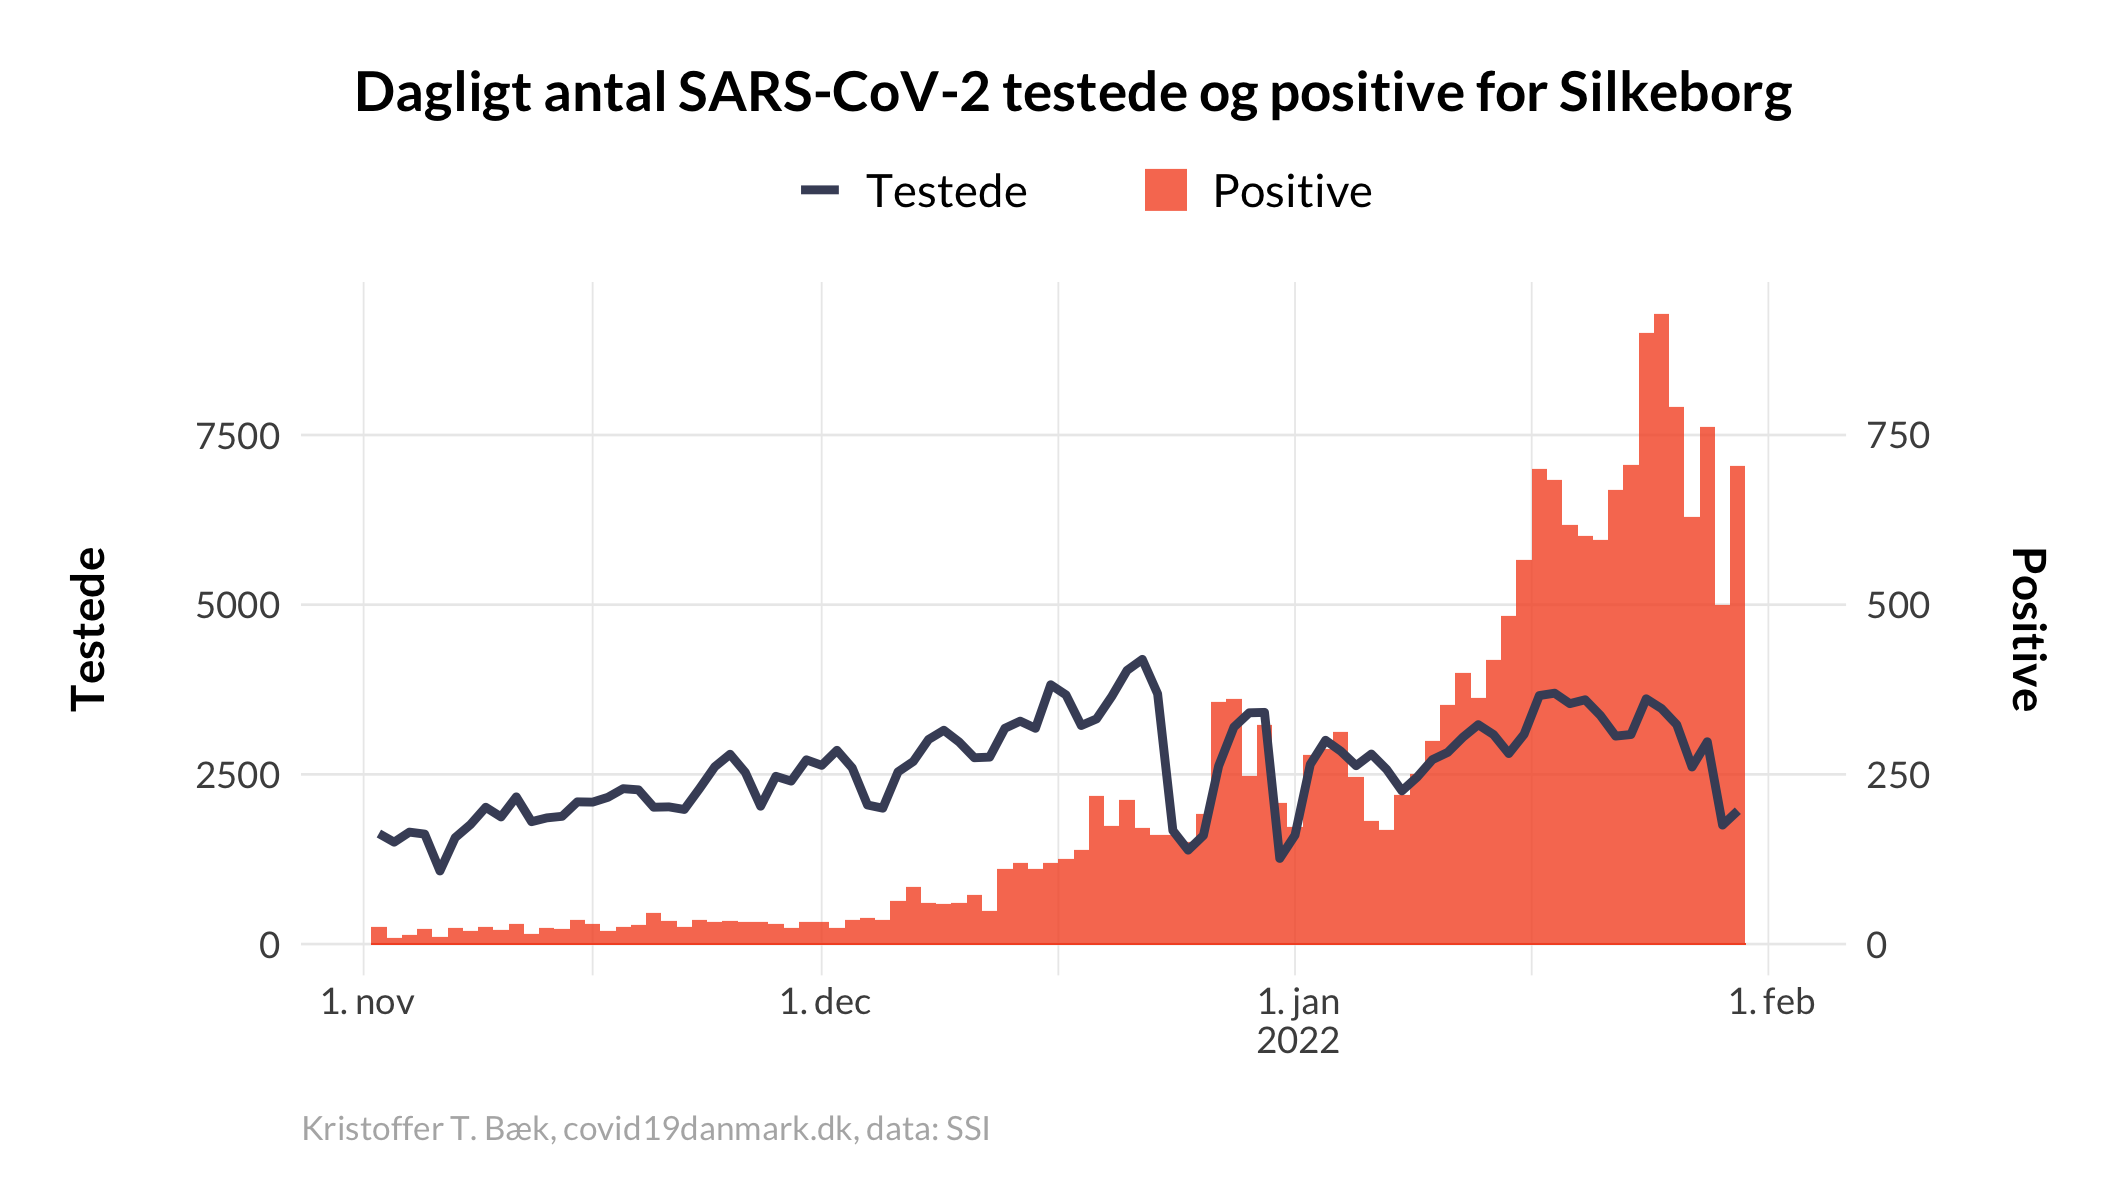 Dagligt antal SARS-CoV-2 testede og positive for Silkeborg
Testede
Positive
Testede
7500
5000
2500
0
750
500
250
0
Positive
1. nov
1. dec
1. jan
2022
1. feb
Kristoffer T. Bæk, covid19danmark.dk, data: SSI